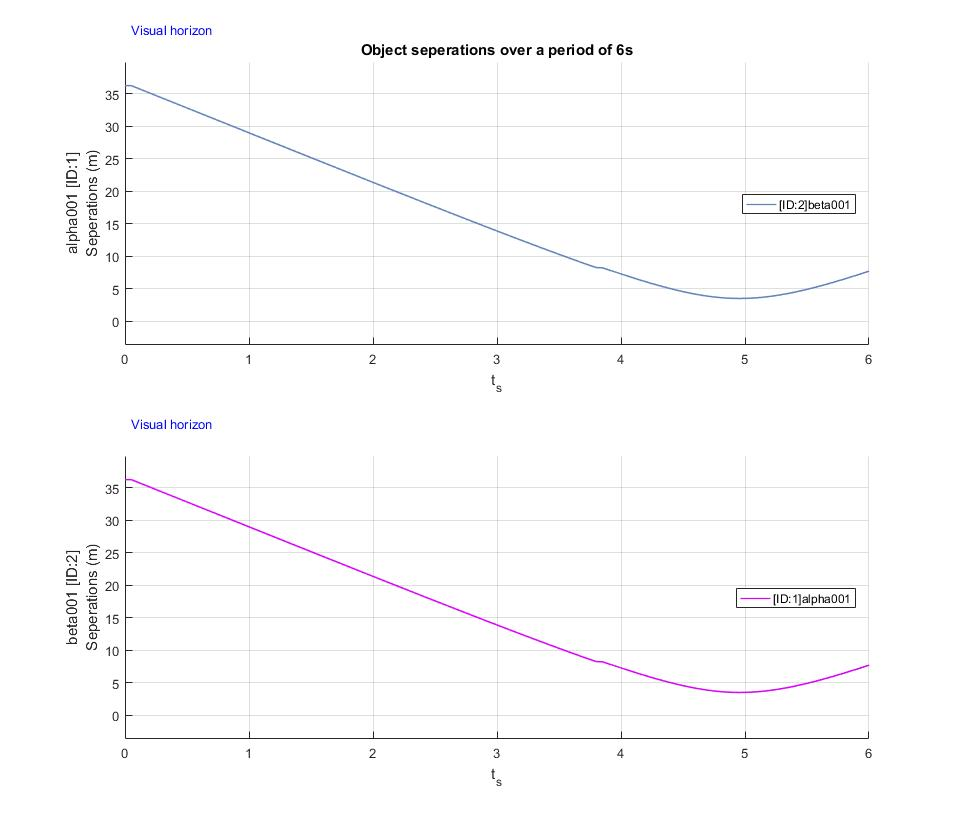 Visual horizon
Object seperations over a period of 6s
alpha001 [ID:1]
Seperations (m)
35
30
25
20
15
10
5
0
[ID:2]beta001
0 1 2 3 4 5 6
t_s
Visual horizon
beta001 [ID:2]
Seperations (m)
35
30
25
20
15
10
5
0
[ID:1]alpha001
0 1 2 3 4 5 6
t_s